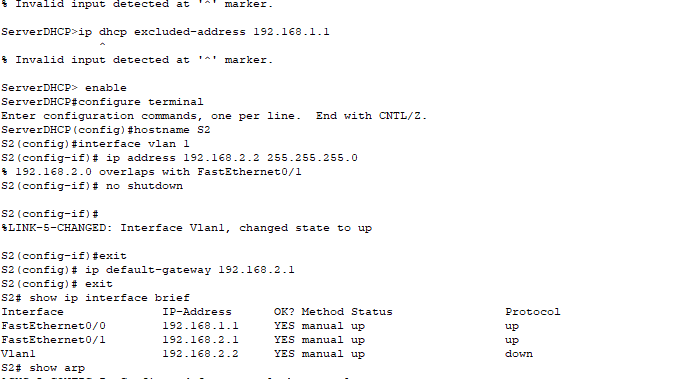 % Invalid input detected at '^' marker.
ServerDHCP>ip dhcp excluded-address 192.168.1.1
^
% Invalid input detected at '^' marker.
ServerDHCP> enable
ServerDHCP#configure terminal
Enter configuration commands, one per line.  End with CNTL/Z.
ServerDHCP(config)#hostname S2
S2(config)#interface vlan 1
S2(config-if)# ip address 192.168.2.2 255.255.255.0
% 192.168.2.0 overlaps with FastEthernet0/1
S2(config-if)# no shutdown
S2(config-if)#
%LINK-5-CHANGED: Interface Vlan1, changed state to up
S2(config-if)#exit
S2(config)# ip default-gateway 192.168.2.1
S2(config)# exit
S2# show ip interface brief
Interface              IP-Address      OK? Method Status                Protocol
FastEthernet0/0        192.168.1.1     YES manual up                    up
FastEthernet0/1        192.168.2.1     YES manual up                    up
Vlan1                  192.168.2.2     YES manual up                    down
S2# show arp